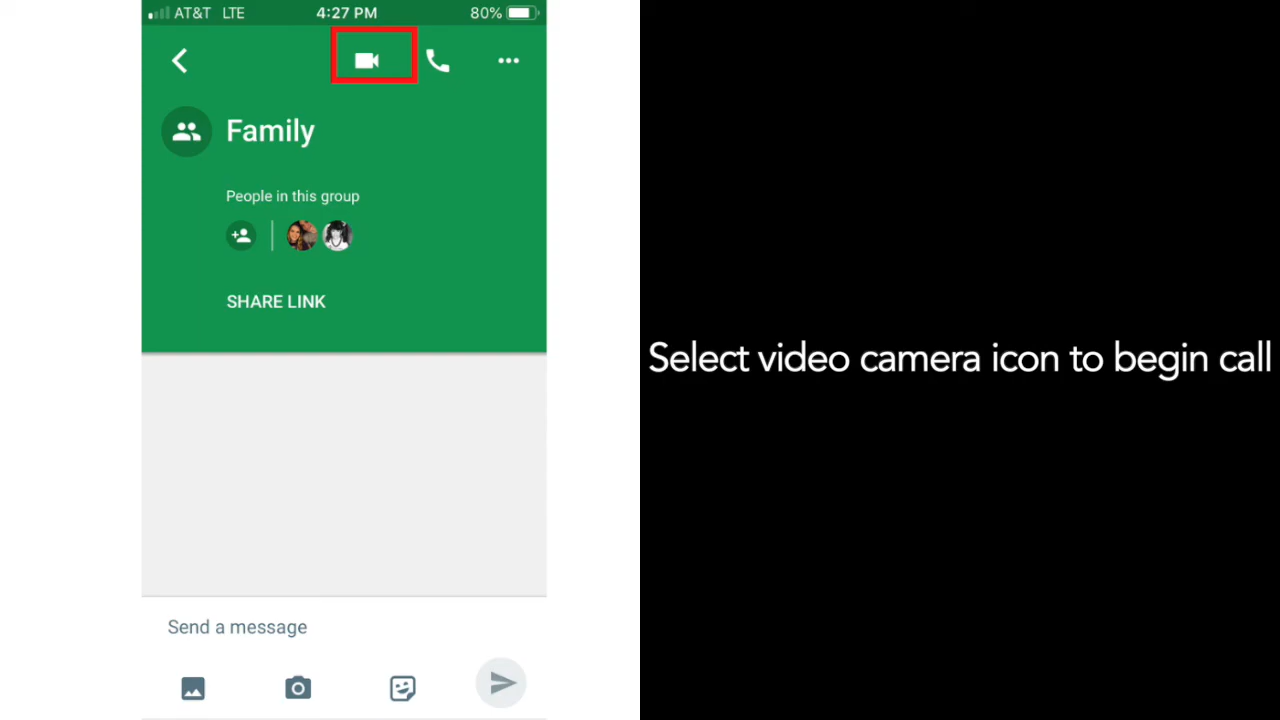 AT&T LTE 4:27 PM 80%
Family
People in this group
SHARE LINK
Send a message
Select video camera icon to begin call